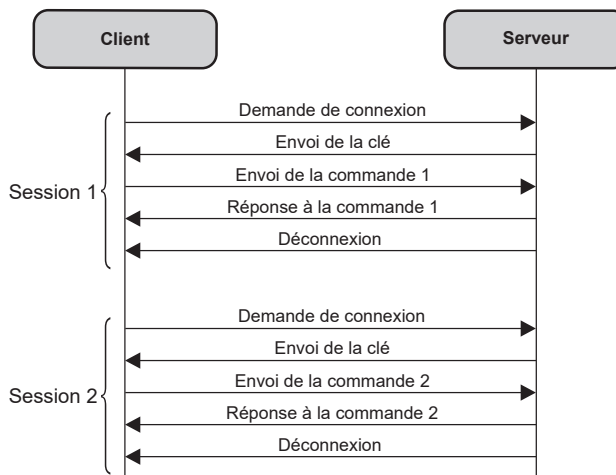 Client
Serveur
Demande de connexion
Envoi de la clé
Envoi de la commande 1
Session 1
Réponse à la commande 1
Déconnexion
Demande de connexion
Envoi de la clé
Envoi de la commande 2
Session 2
Réponse à la commande 2
Déconnexion